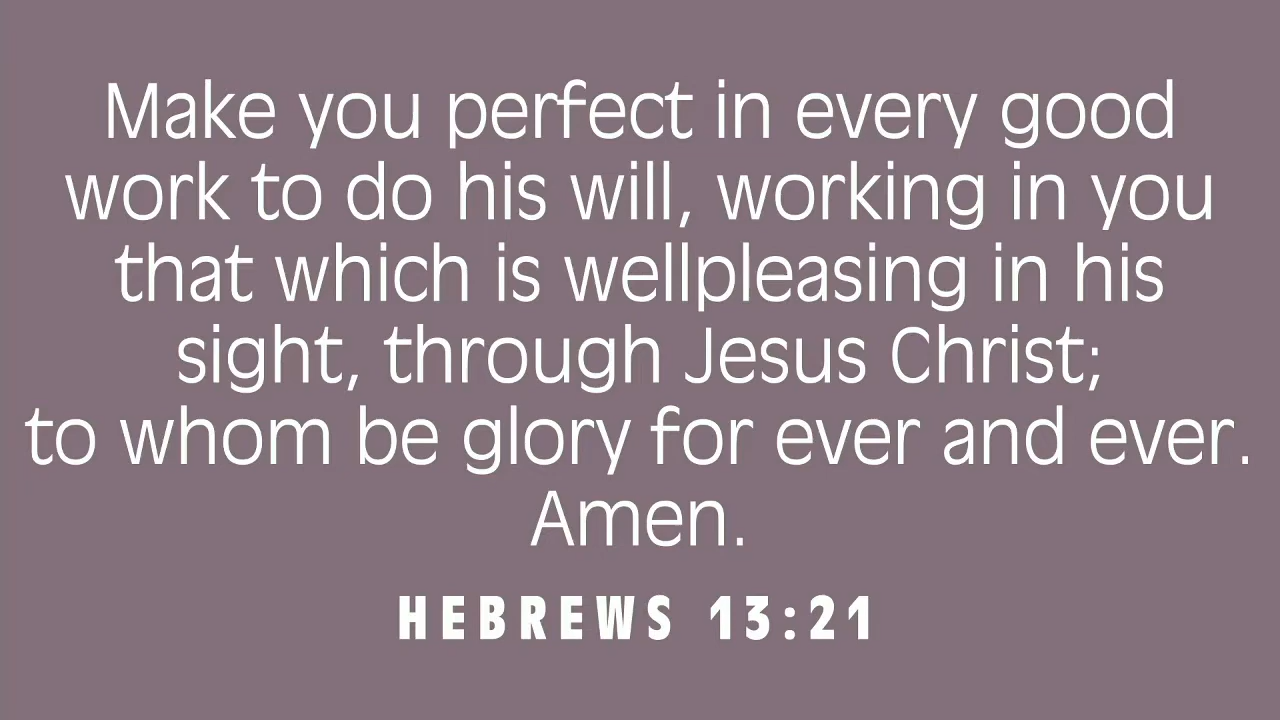 Make you perfect in every good
work to do his will, working in you
that which is wellpleasing in his
sight, through Jesus Christ;
to whom be glory for ever and ever.
Amen.
HEBREWS 13:21